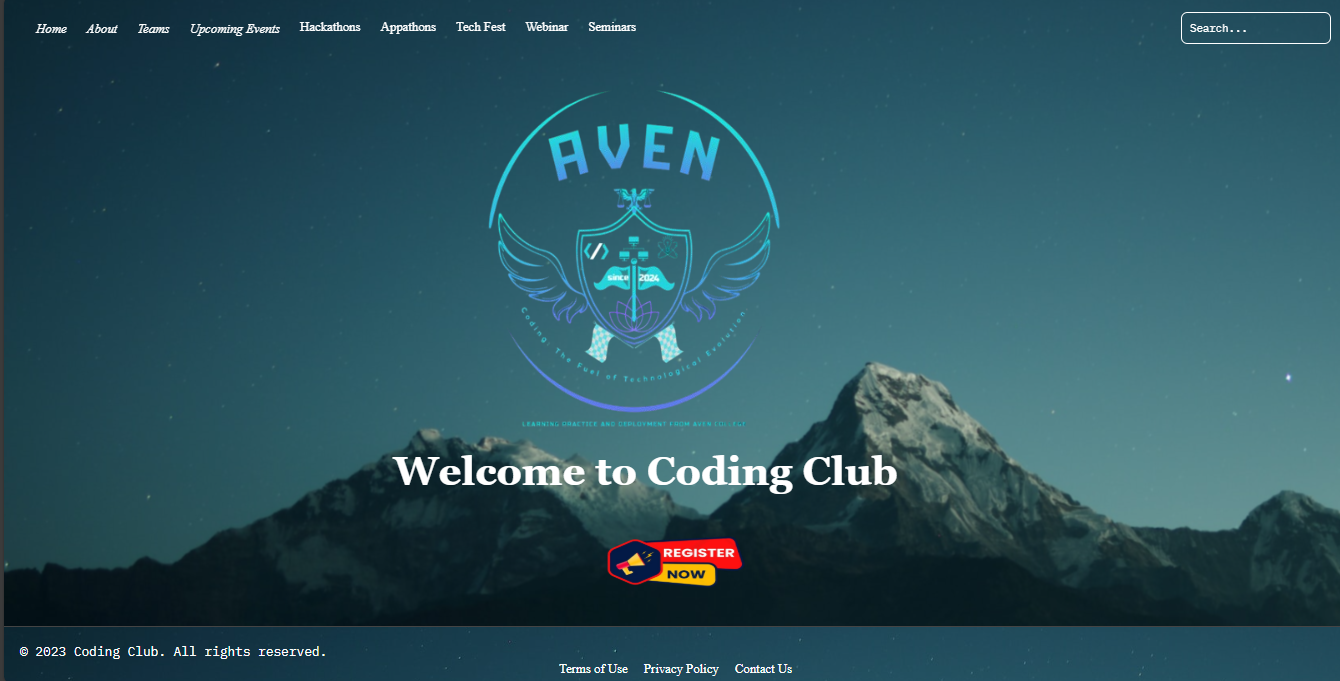 Home About Teams Upcoming Events Hackathons Appathons Tech Fest Webinar Seminars
Search...
AVEN
since 2024
Coding: The Fuel of Technological Evolution
LEARNING PRACTICE AND DEPLOYMENT FROM AVEN COLLEGE
Welcome to Coding Club
REGISTER
NOW
© 2023 Coding Club. All rights reserved.
Terms of Use Privacy Policy Contact Us